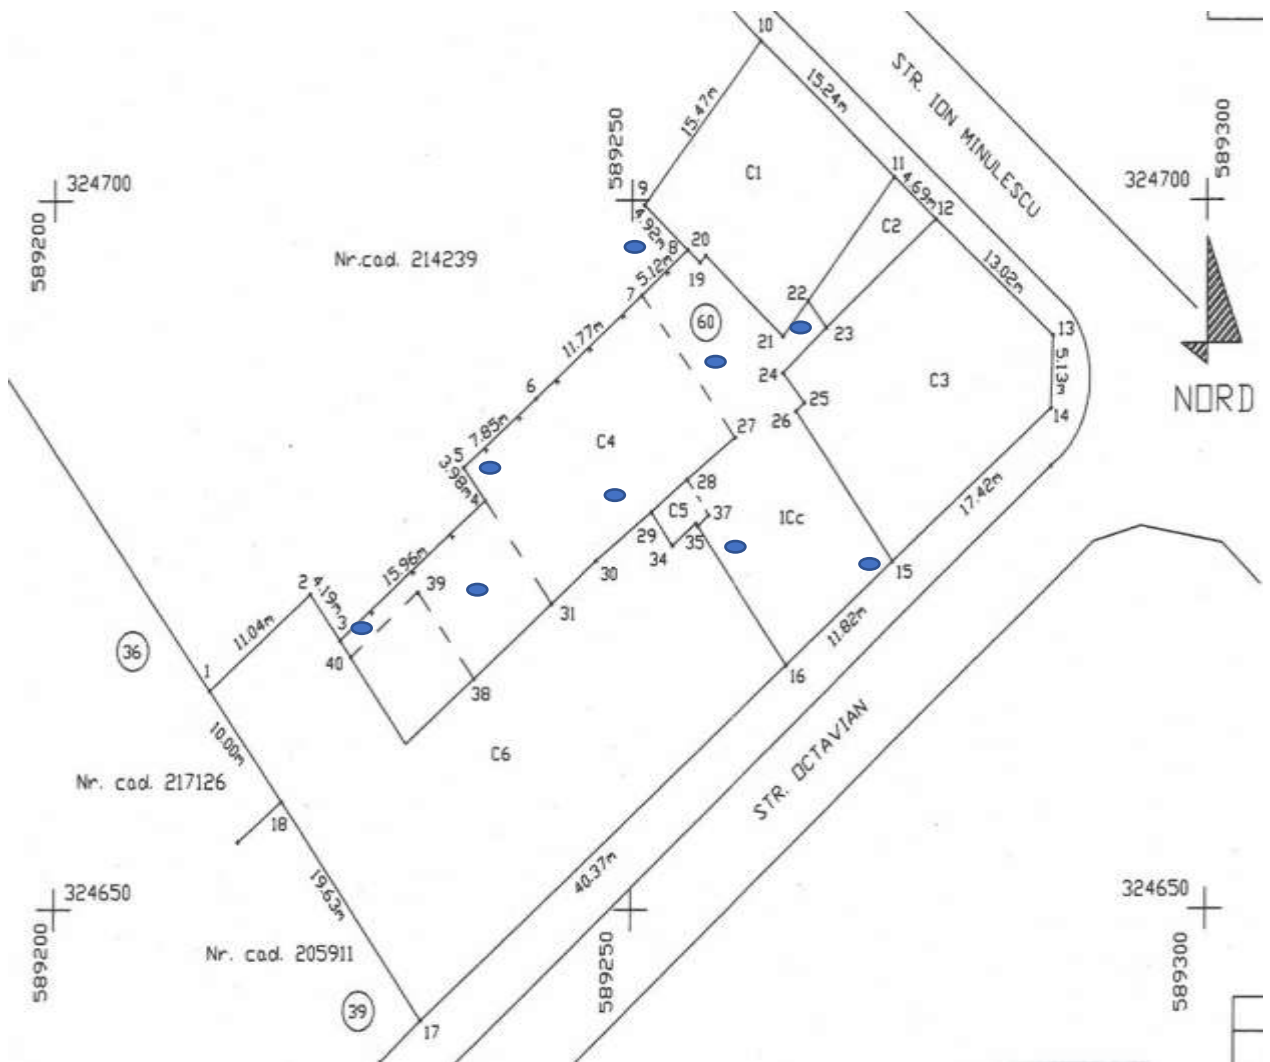 10
STR. ION MINULESCU
15.24m
589250
589300
15.47m
324700
324700
C1
11
9
4.69m
12
589200
4.92m
C2
8
20
Nr.cad. 214239
13.02m
5.12m
19
7
22
60
13
11.77m
21
23
5.13m
24
C3
6
25
NORD
26
14
7.85m
27
C4
5
3.98m
28
17.42m
4
C5
37
1Cc
29
35
34
15.96m
30
15
2
4.19m
39
31
11.82m
3
11.04m
36
40
1
16
38
10.00m
C6
STR. OCTAVIAN
Nr. cad. 217126
18
40.37m
324650
324650
19.63m
589200
589250
589300
Nr. cad. 205911
39
17